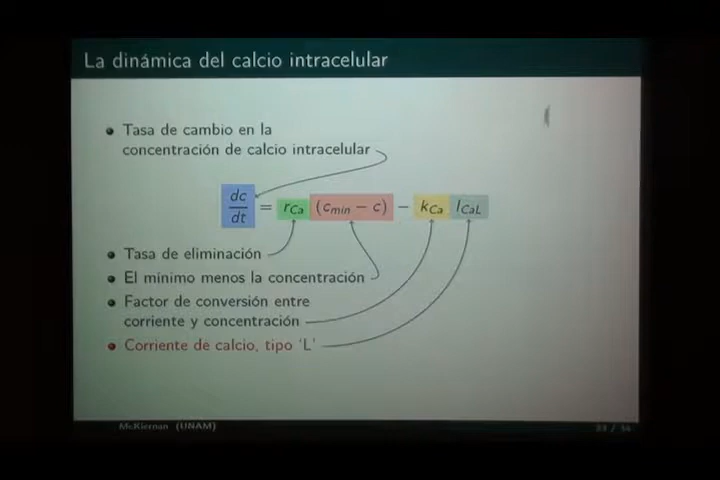 La dinámica del calcio intracelular
• Tasa de cambio en la
concentración de calcio intracelular
dc/dt = r_Ca (c_min − c) − k_Ca I_CaL
• Tasa de eliminación
• El mínimo menos la concentración
• Factor de conversión entre
corriente y concentración
• Corriente de calcio, tipo 'L'
McKiernan (UNAM)